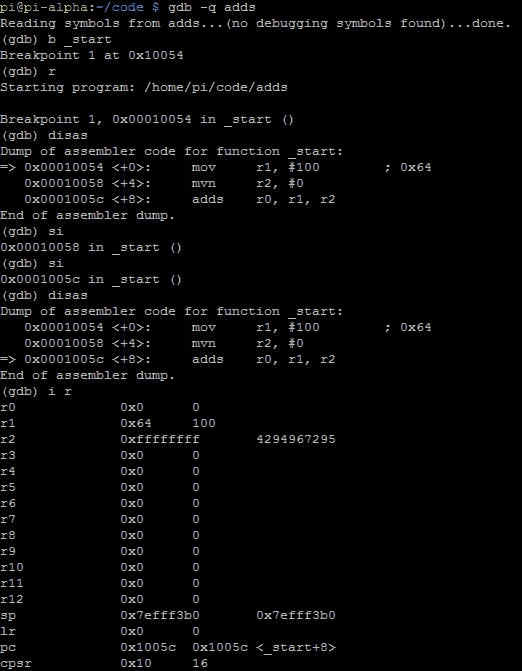 pi@pi-alpha:~/code $ gdb -q adds
Reading symbols from adds...(no debugging symbols found)...done.
(gdb) b _start
Breakpoint 1 at 0x10054
(gdb) r
Starting program: /home/pi/code/adds

Breakpoint 1, 0x00010054 in _start ()
(gdb) disas
Dump of assembler code for function _start:
=> 0x00010054 <+0>:     mov     r1, #100        ; 0x64
   0x00010058 <+4>:     mvn     r2, #0
   0x0001005c <+8>:     adds    r0, r1, r2
End of assembler dump.
(gdb) si
0x00010058 in _start ()
(gdb) si
0x0001005c in _start ()
(gdb) disas
Dump of assembler code for function _start:
   0x00010054 <+0>:     mov     r1, #100        ; 0x64
   0x00010058 <+4>:     mvn     r2, #0
=> 0x0001005c <+8>:     adds    r0, r1, r2
End of assembler dump.
(gdb) i r
r0             0x0      0
r1             0x64     100
r2             0xffffffff       4294967295
r3             0x0      0
r4             0x0      0
r5             0x0      0
r6             0x0      0
r7             0x0      0
r8             0x0      0
r9             0x0      0
r10            0x0      0
r11            0x0      0
r12            0x0      0
sp             0x7efff3b0       0x7efff3b0
lr             0x0      0
pc             0x1005c  0x1005c <_start+8>
cpsr           0x10     16